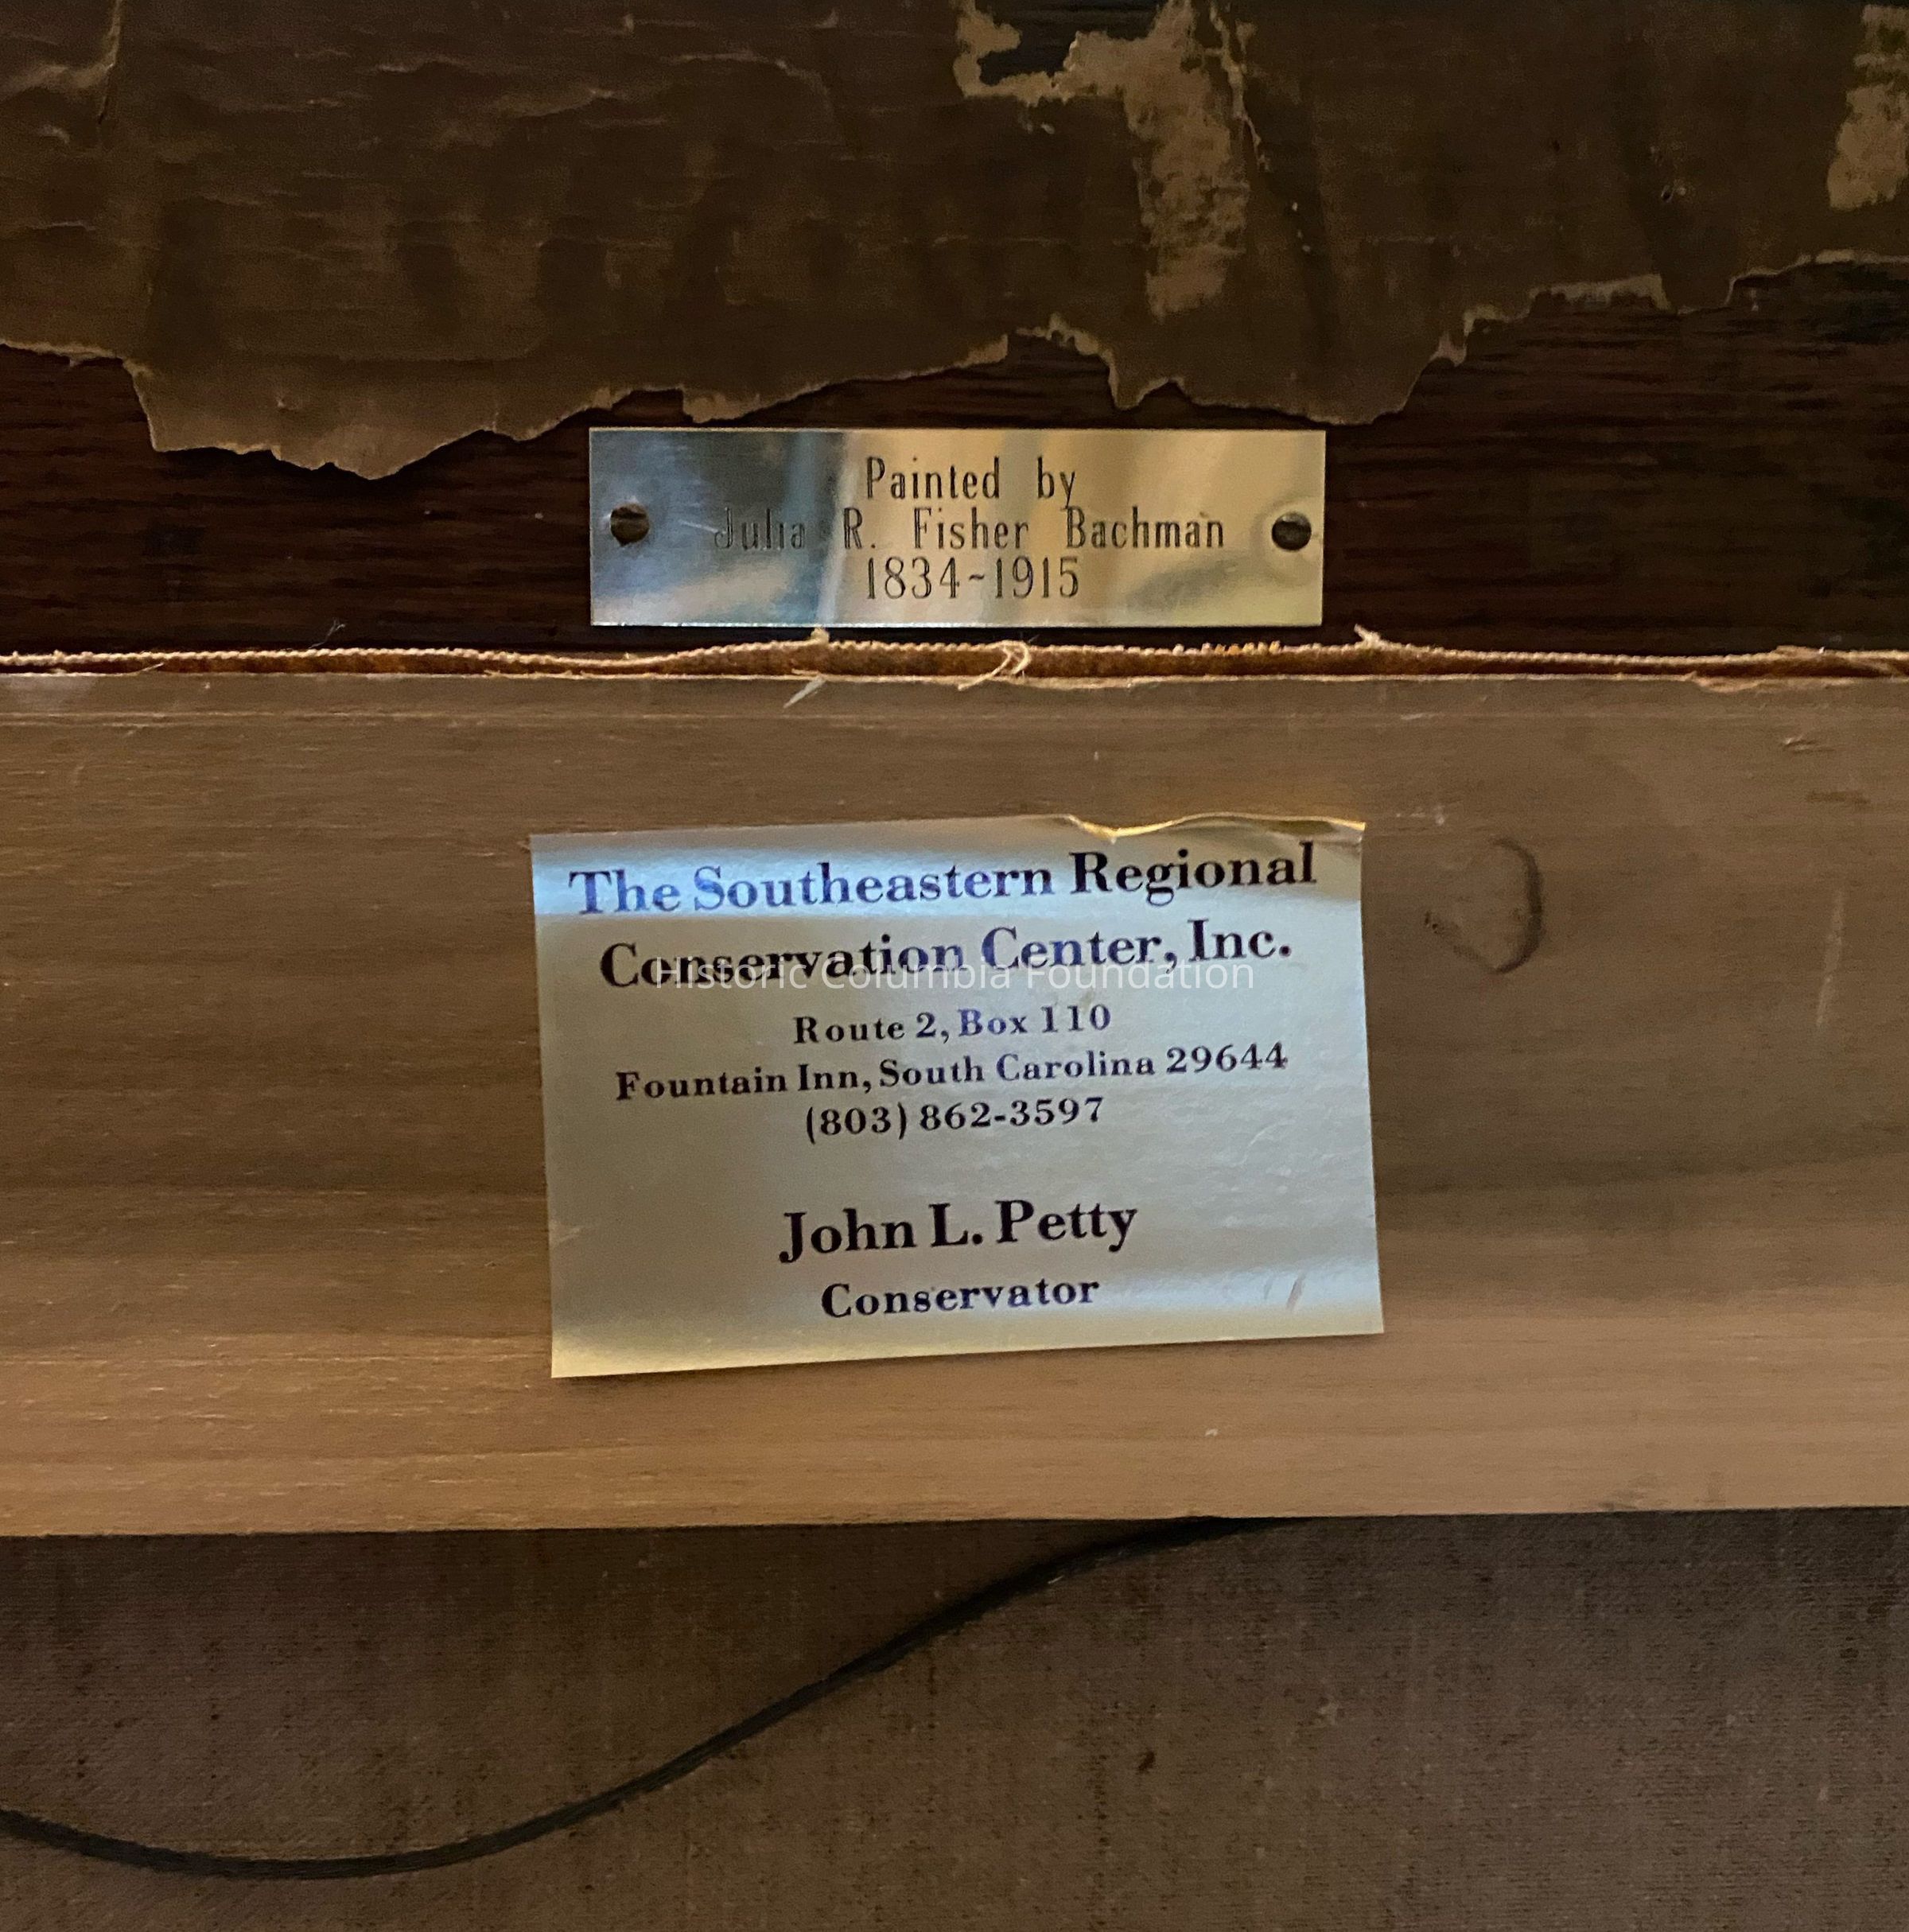 Painted by
Julia R. Fisher Bachman
1834~1915
The Southeastern Regional
Conservation Center, Inc.
Historic Columbia Foundation
Route 2, Box 110
Fountain Inn, South Carolina 29644
(803) 862-3597
John L. Petty
Conservator